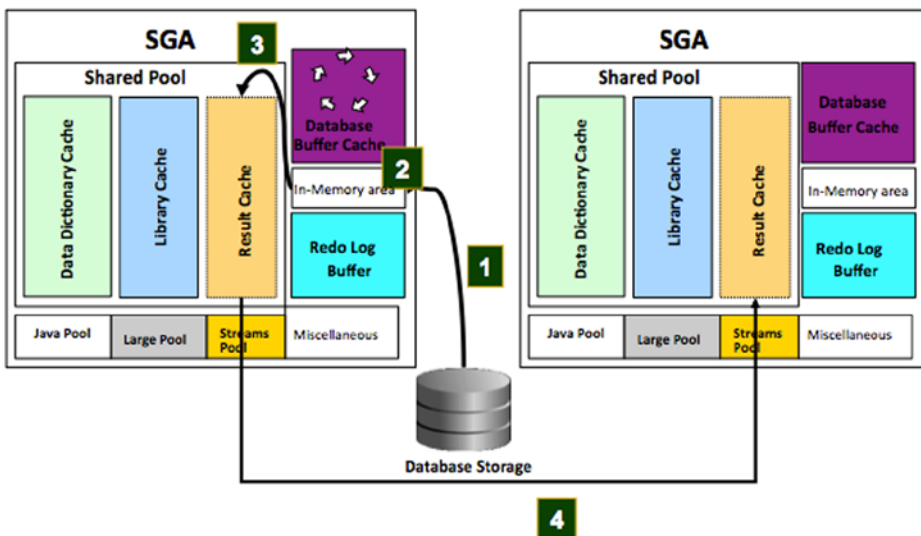 SGA
3
Shared Pool
Data Dictionary Cache
Library Cache
Result Cache
Database
Buffer Cache
2
In-Memory area
Redo Log
Buffer
1
Java Pool
Large Pool
Streams
Pool
Miscellaneous
SGA
Shared Pool
Data Dictionary Cache
Library Cache
Result Cache
Database
Buffer Cache
In-Memory area
Redo Log
Buffer
Java Pool
Large Pool
Streams
Pool
Miscellaneous
Database Storage
4